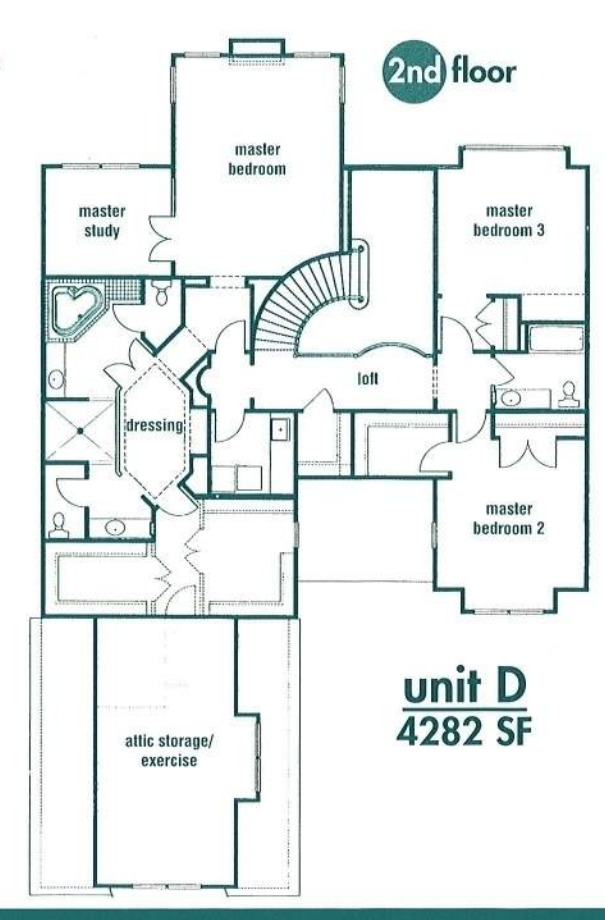 2nd floor
master
bedroom
master
study
master
bedroom 3
loft
dressing
master
bedroom 2
unit D
4282 SF
attic storage/
exercise